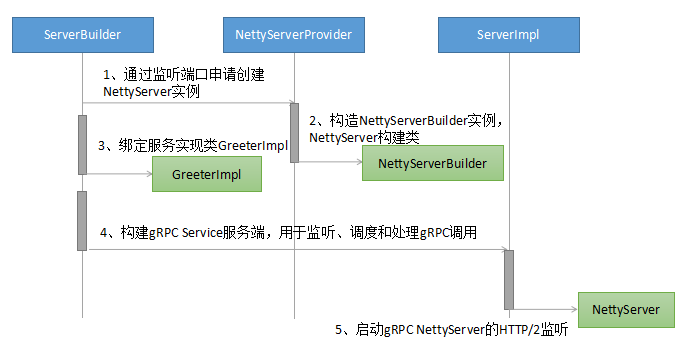 ServerBuilder
NettyServerProvider
ServerImpl
1、通过监听端口申请创建
NettyServer实例
2、构造NettyServerBuilder实例，
NettyServer构建类
3、绑定服务实现类GreeterImpl
GreeterImpl
NettyServerBuilder
4、构建gRPC Service服务端，用于监听、调度和处理gRPC调用
NettyServer
5、启动gRPC NettyServer的HTTP/2监听